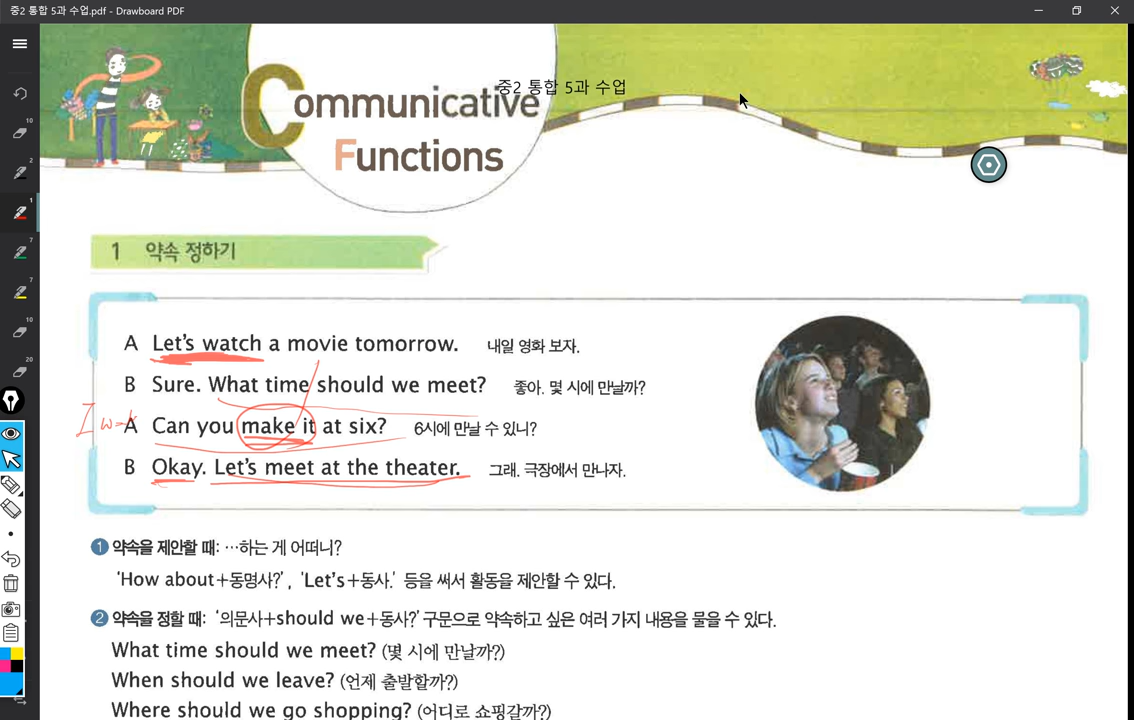 중2 통합 5과 수업.pdf - Drawboard PDF
Communicative
중2 통합 5과 수업
Functions
10
2
1
7
7
10
20
1 약속 정하기
A Let's watch a movie tomorrow. 내일 영화 보자.
B Sure. What time should we meet? 좋아. 몇 시에 만날까?
I
A Can you make it at six? 6시에 만날 수 있니?
B Okay. Let's meet at the theater. 그래. 극장에서 만나자.
1 약속을 제안할 때: …하는 게 어떠니?
'How about+동명사?', 'Let's+동사.' 등을 써서 활동을 제안할 수 있다.
2 약속을 정할 때: '의문사+should we+동사?' 구문으로 약속하고 싶은 여러 가지 내용을 물을 수 있다.
What time should we meet? (몇 시에 만날까?)
When should we leave? (언제 출발할까?)
Where should we go shopping? (어디로 쇼핑갈까?)